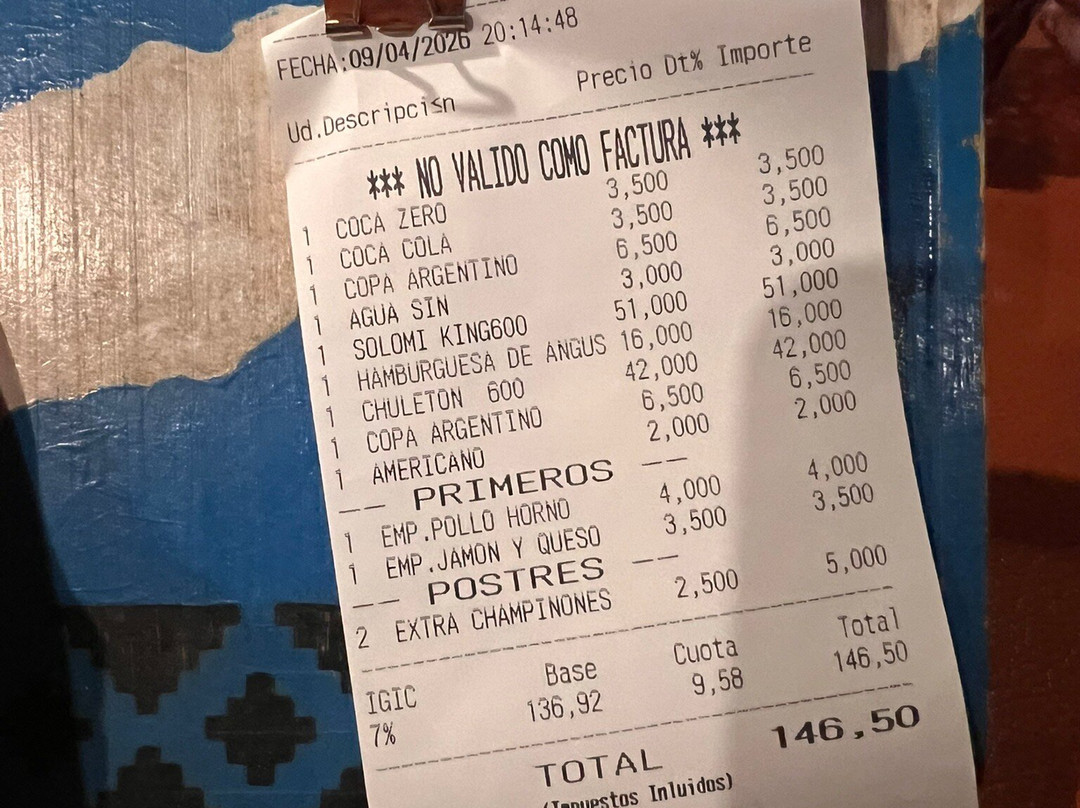 FECHA:09/04/2026 20:14:48
Ud.Descripci≤n Precio Dt% Importe
*** NO VALIDO COMO FACTURA ***
1 COCA ZERO 3,500 3,500
1 COCA COLA 3,500 3,500
1 COPA ARGENTINO 6,500 6,500
1 AGUA SIN 3,000 3,000
1 SOLOMI KING600 51,000 51,000
1 HAMBURGUESA DE ANGUS 16,000 16,000
1 CHULETON 600 42,000 42,000
1 COPA ARGENTINO 6,500 6,500
1 AMERICANO 2,000 2,000
-- PRIMEROS --
1 EMP.POLLO HORNO 4,000 4,000
1 EMP.JAMON Y QUESO 3,500 3,500
-- POSTRES --
2 EXTRA CHAMPINONES 2,500 5,000
IGIC Base Cuota Total
7% 136,92 9,58 146,50
TOTAL 146,50
(Impuestos Inluidos)